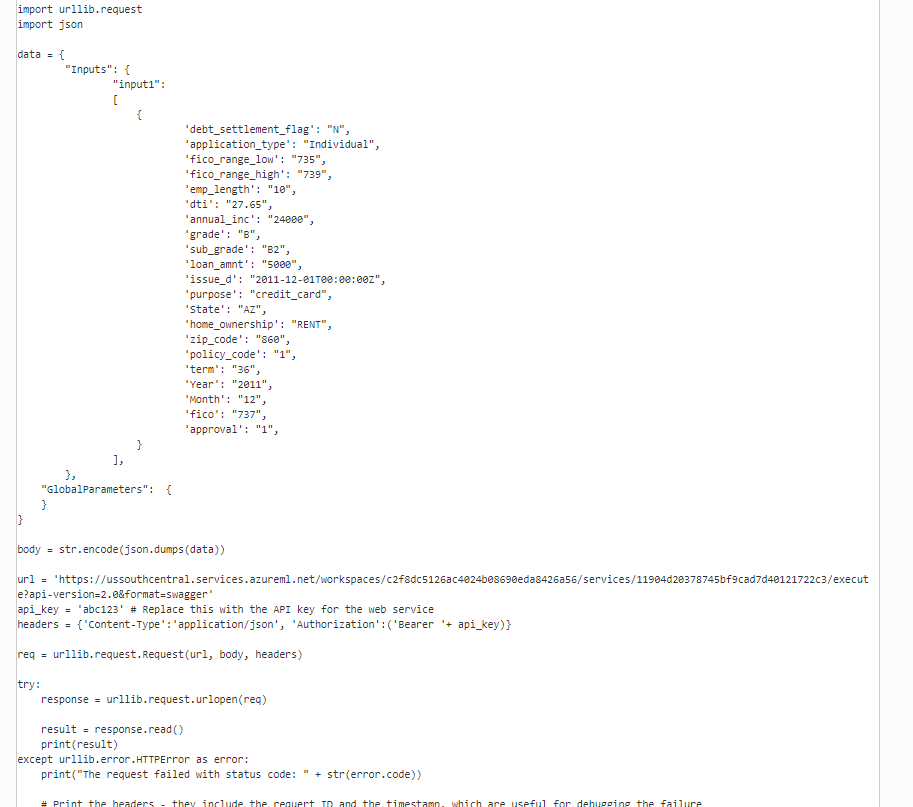 import urllib.request
import json
data = {
"Inputs": {
"input1":
[
{
'debt_settlement_flag': "N",
'application_type': "Individual",
'fico_range_low': "735",
'fico_range_high': "739",
'emp_length': "10",
'dti': "27.65",
'annual_inc': "24000",
'grade': "B",
'sub_grade': "B2",
'loan_amnt': "5000",
'issue_d': "2011-12-01T00:00:00Z",
'purpose': "credit_card",
'State': "AZ",
'home_ownership': "RENT",
'zip_code': "860",
'policy_code': "1",
'term': "36",
'Year': "2011",
'Month': "12",
'fico': "737",
'approval': "1",
}
],
},
"GlobalParameters":  {
}
}
body = str.encode(json.dumps(data))
url = 'https://ussouthcentral.services.azureml.net/workspaces/c2f8dc5126ac4024b08690eda8426a56/services/11904d20378745bf9cad7d40121722c3/execut
e?api-version=2.0&format=swagger'
api_key = 'abc123' # Replace this with the API key for the web service
headers = {'Content-Type':'application/json', 'Authorization':('Bearer '+ api_key)}
req = urllib.request.Request(url, body, headers)
try:
response = urllib.request.urlopen(req)
result = response.read()
print(result)
except urllib.error.HTTPError as error:
print("The request failed with status code: " + str(error.code))
# Print the headers - they include the requert ID and the timestamp, which are useful for debugging the failure